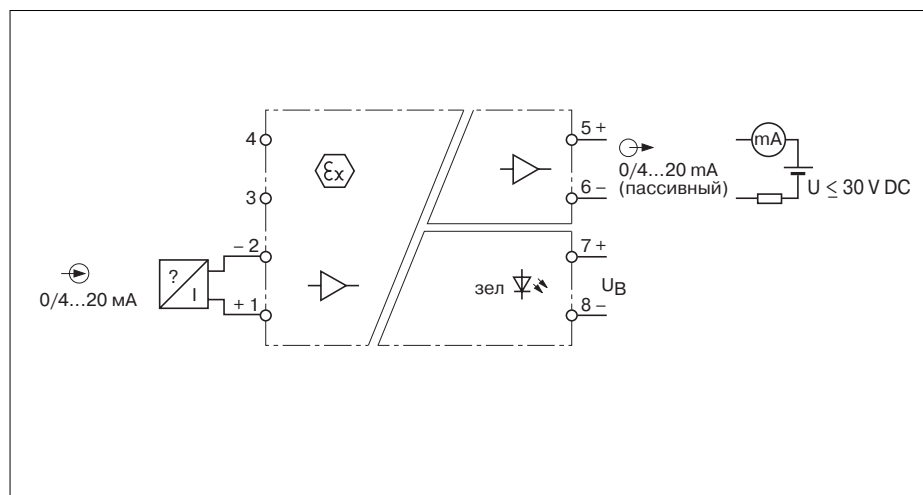 4
5 +
mA
εx
0/4...20 mA
(пассивный)
U ≤ 30 V DC
3
6 –
– 2
7 +
?
I
0/4...20 мА
зел
UB
+ 1
8 –